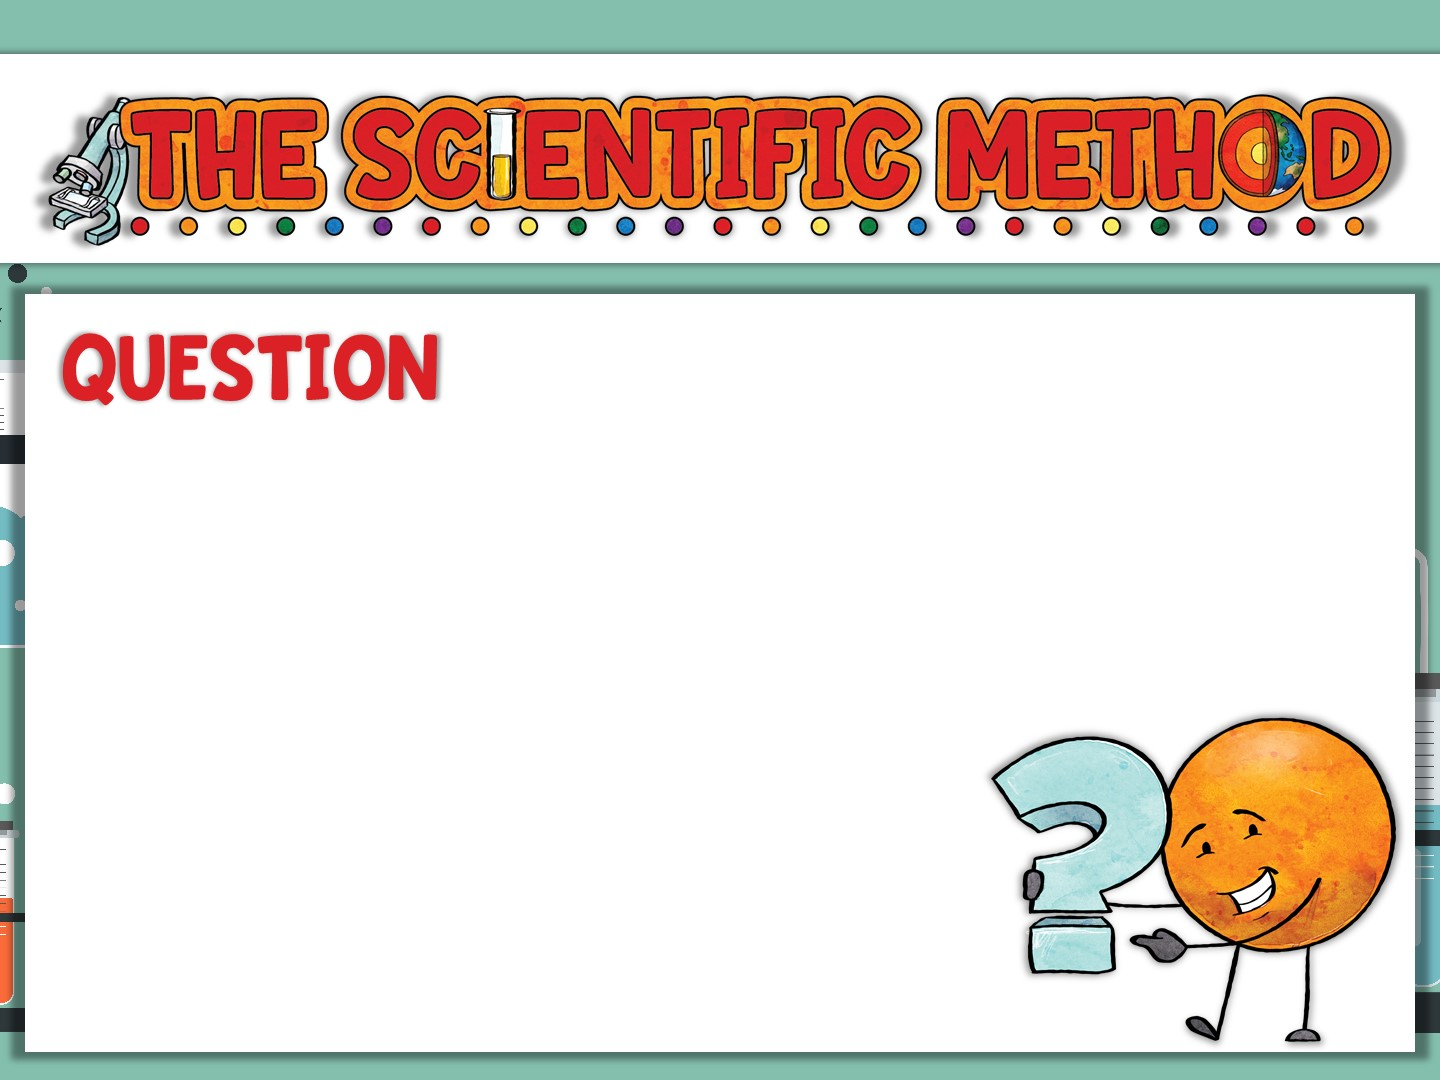 THE SCIENTIFIC METHOD
QUESTION
?